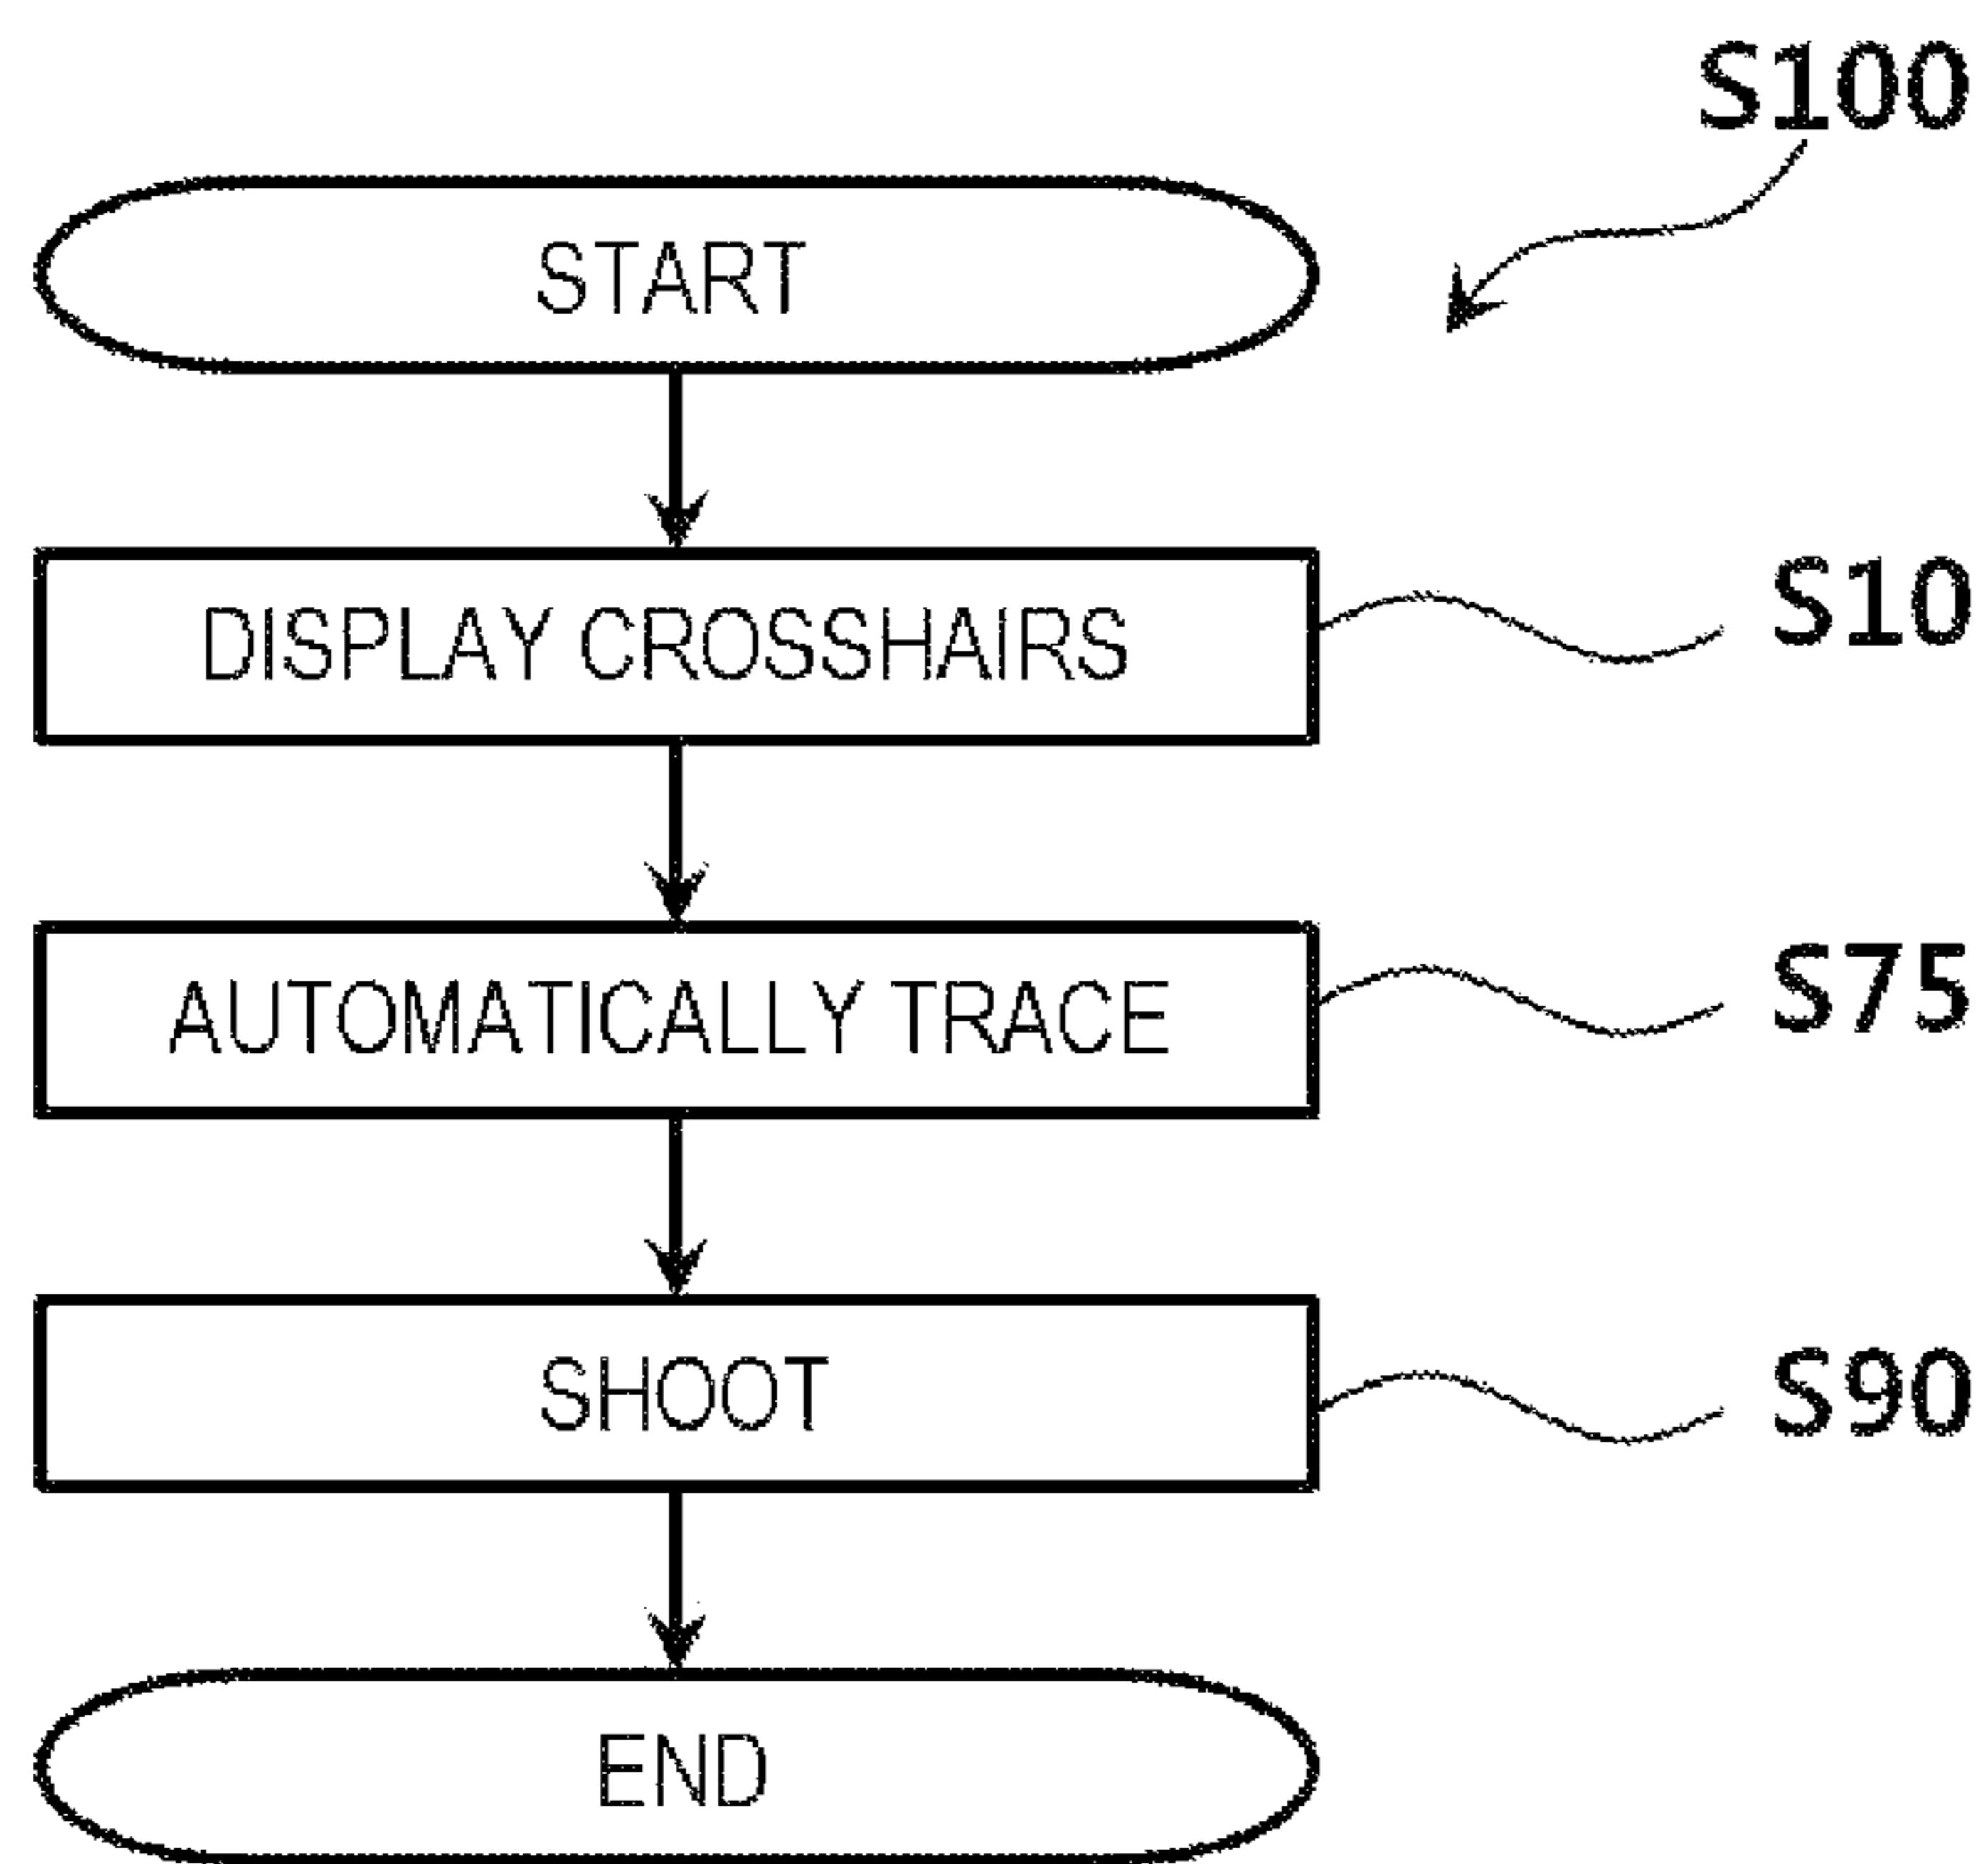 S100
START
DISPLAY CROSSHAIRS
S10
AUTOMATICALLY TRACE
S75
SHOOT
S90
END